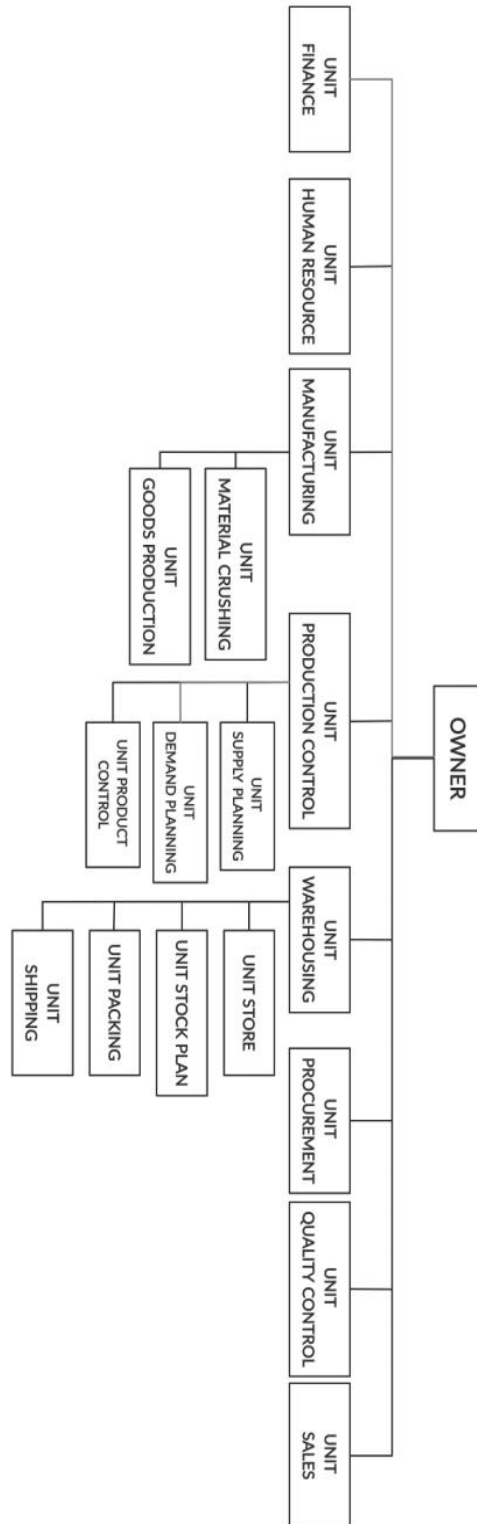 OWNER
UNIT
FINANCE
UNIT
HUMAN RESOURCE
UNIT
MANUFACTURING
UNIT
PRODUCTION CONTROL
UNIT
WAREHOUSING
UNIT
PROCUREMENT
UNIT
QUALITY CONTROL
UNIT
SALES
UNIT
MATERIAL CRUSHING
UNIT
GOODS PRODUCTION
UNIT
SUPPLY PLANNING
UNIT
DEMAND PLANNING
UNIT PRODUCT
CONTROL
UNIT STORE
UNIT STOCK PLAN
UNIT PACKING
UNIT
SHIPPING